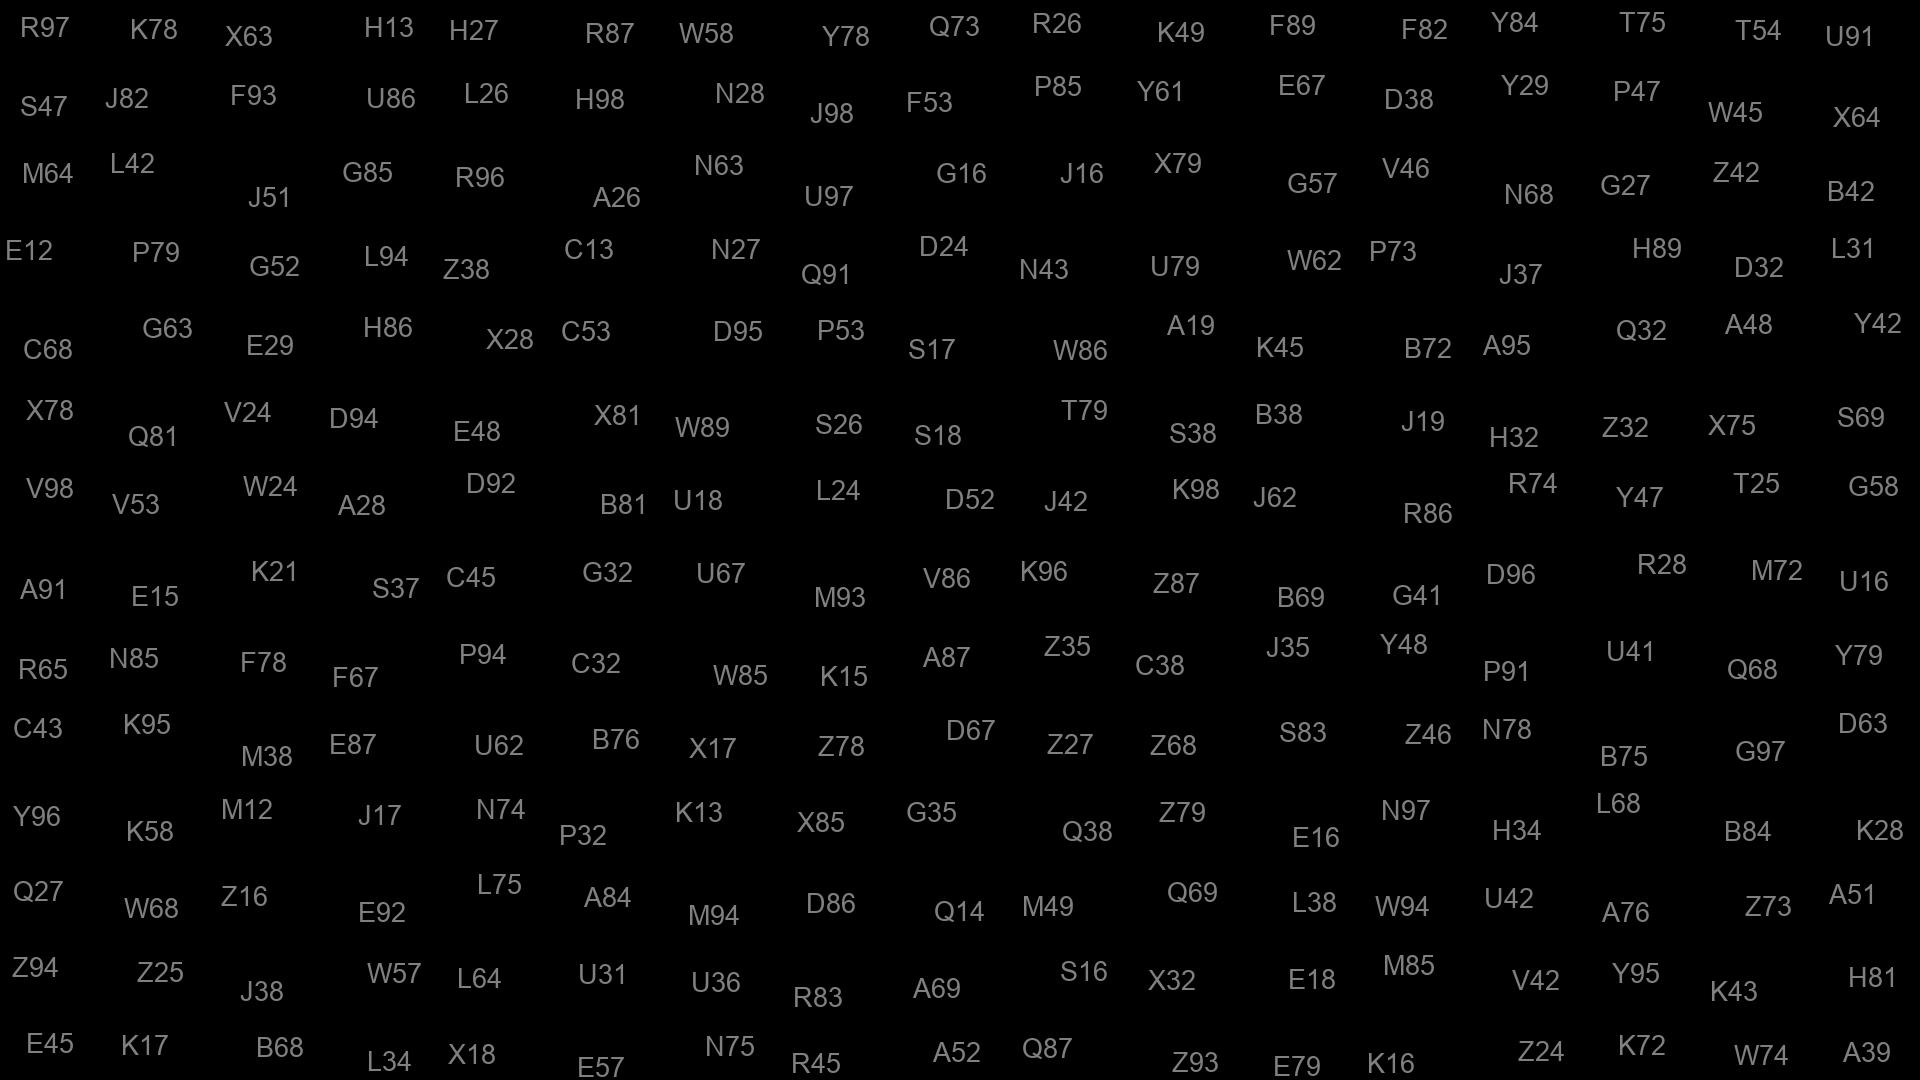 R97 K78 X63 H13 H27 R87 W58 Y78 Q73 R26 K49 F89 F82 Y84 T75 T54 U91
S47 J82 F93 U86 L26 H98 N28 J98 F53 P85 Y61 E67 D38 Y29 P47 W45 X64
M64 L42 J51 G85 R96 A26 N63 U97 G16 J16 X79 G57 V46 N68 G27 Z42 B42
E12 P79 G52 L94 Z38 C13 N27 Q91 D24 N43 U79 W62 P73 J37 H89 D32 L31
C68 G63 E29 H86 X28 C53 D95 P53 S17 W86 A19 K45 B72 A95 Q32 A48 Y42
X78 Q81 V24 D94 E48 X81 W89 S26 S18 T79 S38 B38 J19 H32 Z32 X75 S69
V98 V53 W24 A28 D92 B81 U18 L24 D52 J42 K98 J62 R86 R74 Y47 T25 G58
A91 E15 K21 S37 C45 G32 U67 M93 V86 K96 Z87 B69 G41 D96 R28 M72 U16
R65 N85 F78 F67 P94 C32 W85 K15 A87 Z35 C38 J35 Y48 P91 U41 Q68 Y79
C43 K95 M38 E87 U62 B76 X17 Z78 D67 Z27 Z68 S83 Z46 N78 B75 G97 D63
Y96 K58 M12 J17 N74 P32 K13 X85 G35 Q38 Z79 E16 N97 H34 L68 B84 K28
Q27 W68 Z16 E92 L75 A84 M94 D86 Q14 M49 Q69 L38 W94 U42 A76 Z73 A51
Z94 Z25 J38 W57 L64 U31 U36 R83 A69 S16 X32 E18 M85 V42 Y95 K43 H81
E45 K17 B68 L34 X18 E57 N75 R45 A52 Q87 Z93 E79 K16 Z24 K72 W74 A39